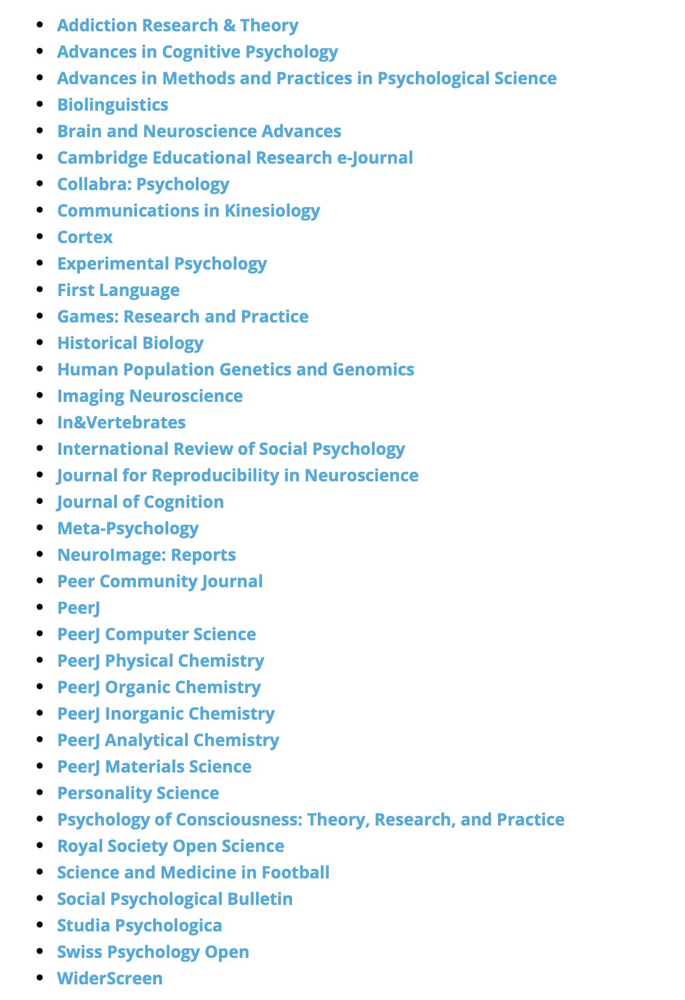 • Addiction Research & Theory
• Advances in Cognitive Psychology
• Advances in Methods and Practices in Psychological Science
• Biolinguistics
• Brain and Neuroscience Advances
• Cambridge Educational Research e-Journal
• Collabra: Psychology
• Communications in Kinesiology
• Cortex
• Experimental Psychology
• First Language
• Games: Research and Practice
• Historical Biology
• Human Population Genetics and Genomics
• Imaging Neuroscience
• In&Vertebrates
• International Review of Social Psychology
• Journal for Reproducibility in Neuroscience
• Journal of Cognition
• Meta-Psychology
• NeuroImage: Reports
• Peer Community Journal
• PeerJ
• PeerJ Computer Science
• PeerJ Physical Chemistry
• PeerJ Organic Chemistry
• PeerJ Inorganic Chemistry
• PeerJ Analytical Chemistry
• PeerJ Materials Science
• Personality Science
• Psychology of Consciousness: Theory, Research, and Practice
• Royal Society Open Science
• Science and Medicine in Football
• Social Psychological Bulletin
• Studia Psychologica
• Swiss Psychology Open
• WiderScreen